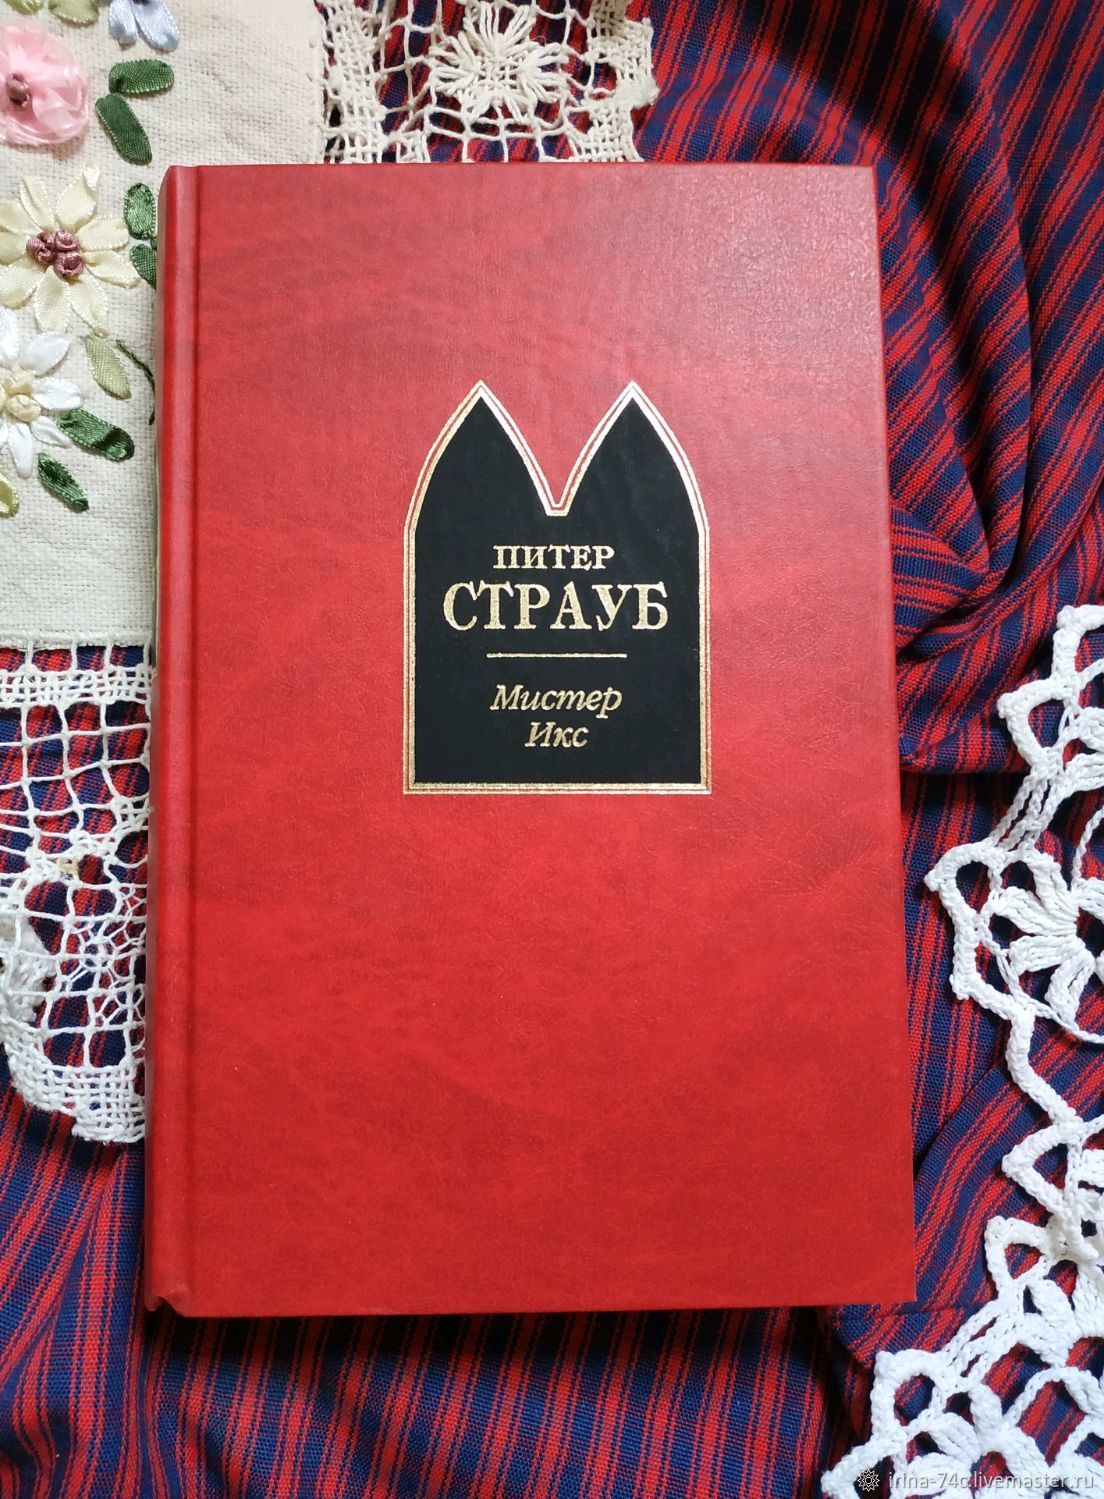 ПИТЕР
СТРАУБ
Мистер
Икс
irina-74c.livemaster.ru